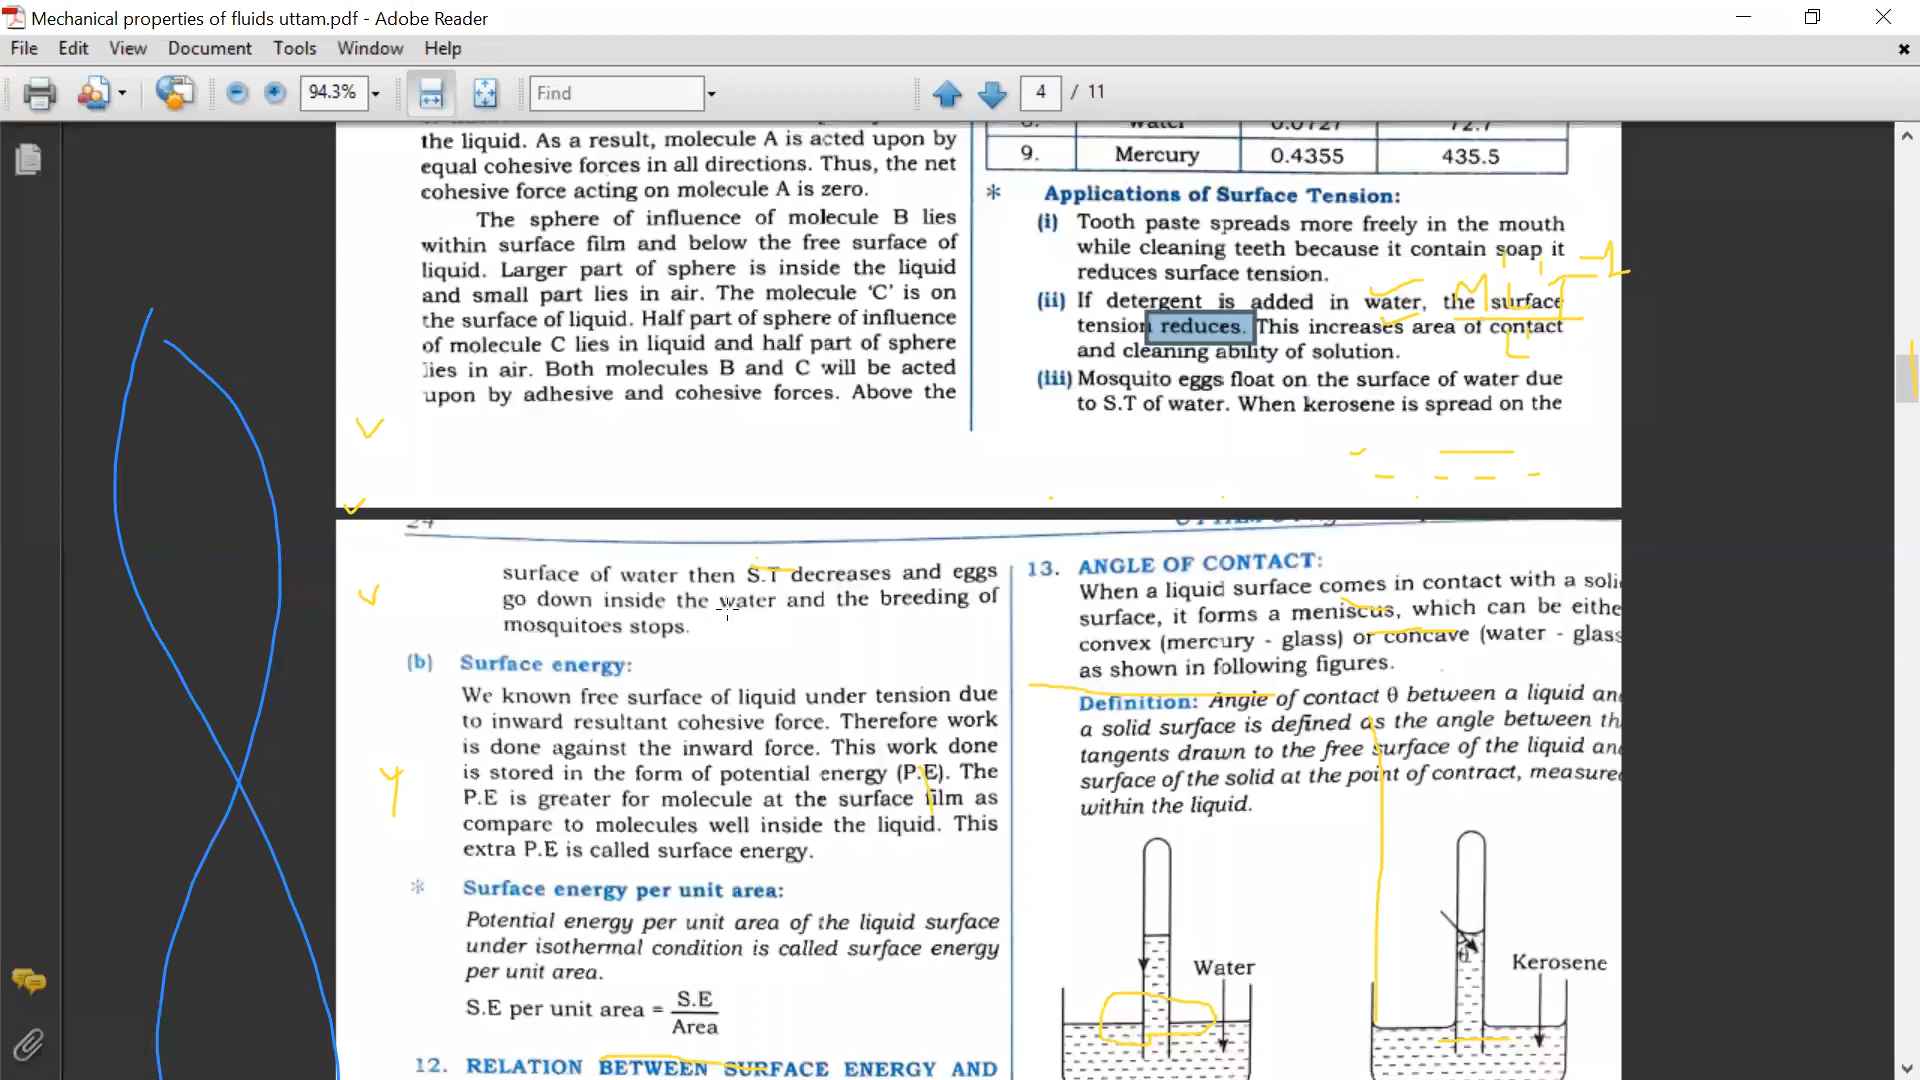 Mechanical properties of fluids uttam.pdf - Adobe Reader
File Edit View Document Tools Window Help
94.3% Find 4 / 11
the liquid. As a result, molecule A is acted upon by
equal cohesive forces in all directions. Thus, the net
cohesive force acting on molecule A is zero.
The sphere of influence of molecule B lies
within surface film and below the free surface of
liquid. Larger part of sphere is inside the liquid
and small part lies in air. The molecule 'C' is on
the surface of liquid. Half part of sphere of influence
of molecule C lies in liquid and half part of sphere
lies in air. Both molecules B and C will be acted
upon by adhesive and cohesive forces. Above the
8. Water 0.0727 72.7
9. Mercury 0.4355 435.5
* Applications of Surface Tension:
(i) Tooth paste spreads more freely in the mouth
while cleaning teeth because it contain soap it
reduces surface tension.
(ii) If detergent is added in water, the surface
tension reduces. This increases area of contact
and cleaning ability of solution.
(iii) Mosquito eggs float on the surface of water due
to S.T of water. When kerosene is spread on the
24
surface of water then S.T decreases and eggs
go down inside the water and the breeding of
mosquitoes stops.
(b) Surface energy:
We known free surface of liquid under tension due
to inward resultant cohesive force. Therefore work
is done against the inward force. This work done
is stored in the form of potential energy (P.E). The
P.E is greater for molecule at the surface film as
compare to molecules well inside the liquid. This
extra P.E is called surface energy.
* Surface energy per unit area:
Potential energy per unit area of the liquid surface
under isothermal condition is called surface energy
per unit area.
S.E per unit area = S.E
Area
12. RELATION BETWEEN SURFACE ENERGY AND
13. ANGLE OF CONTACT:
When a liquid surface comes in contact with a soli
surface, it forms a meniscus, which can be eithe
convex (mercury - glass) or concave (water - glass
as shown in following figures.
Definition: Angle of contact θ between a liquid an
a solid surface is defined as the angle between th
tangents drawn to the free surface of the liquid an
surface of the solid at the point of contract, measure
within the liquid.
θ
Water
Kerosene